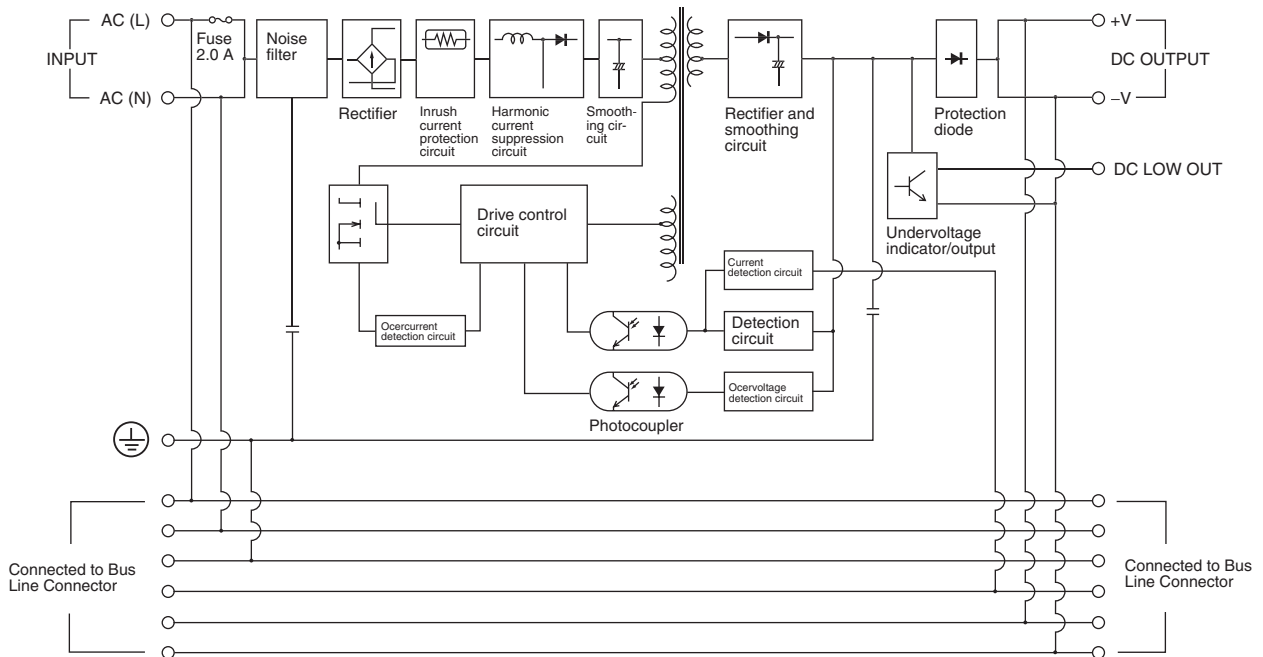 AC (L)
INPUT
AC (N)
Fuse
2.0 A
Noise
filter
Rectifier
Inrush
current
protection
circuit
Harmonic
current
suppression
circuit
Smooth-
ing cir-
cuit
Rectifier and
smoothing
circuit
Protection
diode
+V
DC OUTPUT
–V
DC LOW OUT
Undervoltage
indicator/output
Drive control
circuit
Ocercurrent
detection circuit
Current
detection circuit
Detection
circuit
Ocervoltage
detection circuit
Photocoupler
Connected to Bus
Line Connector
Connected to Bus
Line Connector